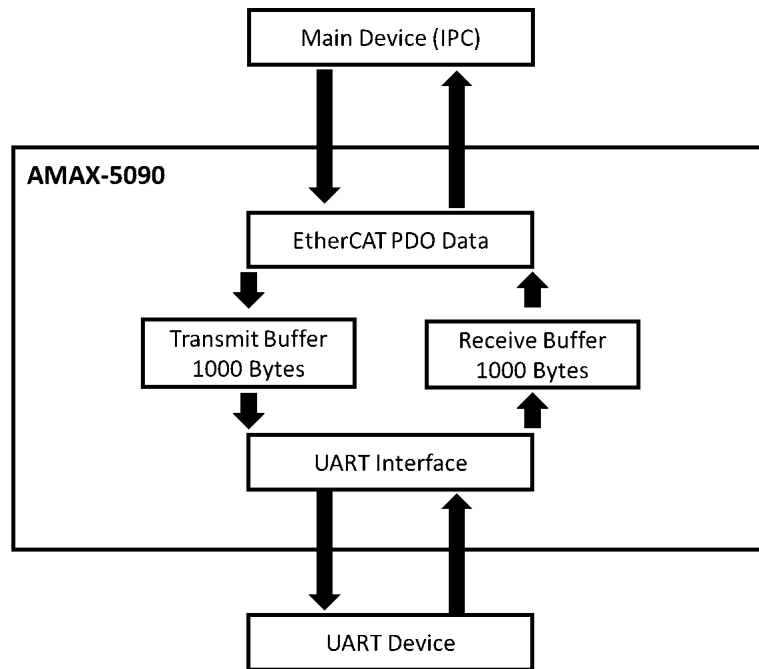 Main Device (IPC)
AMAX-5090
EtherCAT PDO Data
Transmit Buffer
1000 Bytes
Receive Buffer
1000 Bytes
UART Interface
UART Device